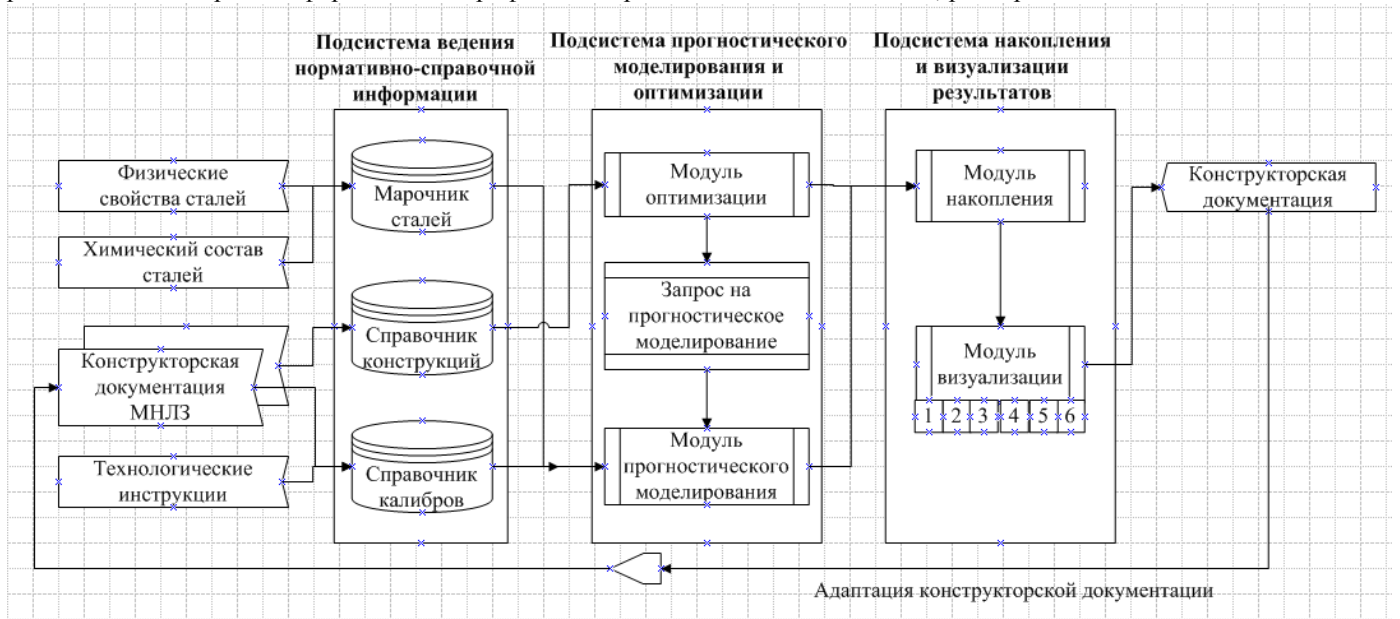 Подсистема ведения
нормативно-справочной
информации
Подсистема прогностического
моделирования и
оптимизации
Подсистема накопления
и визуализации
результатов
Физические
свойства сталей
Химический состав
сталей
Конструкторская
документация
МНЛЗ
Технологические
инструкции
Марочник
сталей
Справочник
конструкций
Справочник
калибров
Модуль
оптимизации
Запрос на
прогностическое
моделирование
Модуль
прогностического
моделирования
Модуль
накопления
Модуль
визуализации
1 2 3 4 5 6
Конструкторская
документация
Адаптация конструкторской документации